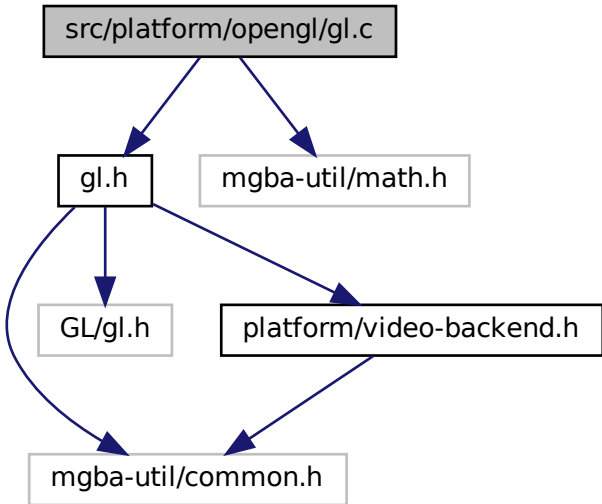 src/platform/opengl/gl.c
gl.h
mgba-util/math.h
GL/gl.h
platform/video-backend.h
mgba-util/common.h